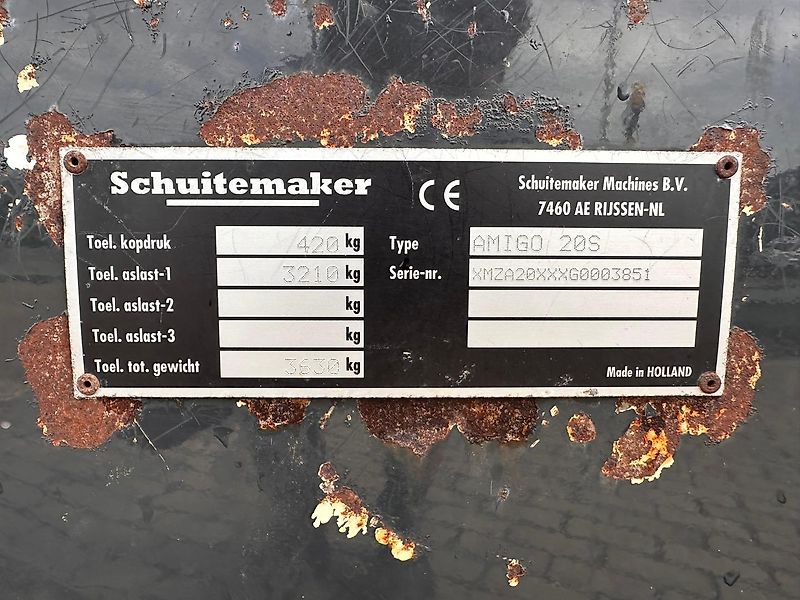 Schuitemaker
CE
Schuitemaker Machines B.V.
7460 AE RIJSSEN-NL
Toel. kopdruk 420 kg
Type AMIGO 20S
Toel. aslast-1 3210 kg
Serie-nr. XMZA20XXXG0003851
Toel. aslast-2 kg
Toel. aslast-3 kg
Toel. tot. gewicht 3630 kg
Made in HOLLAND